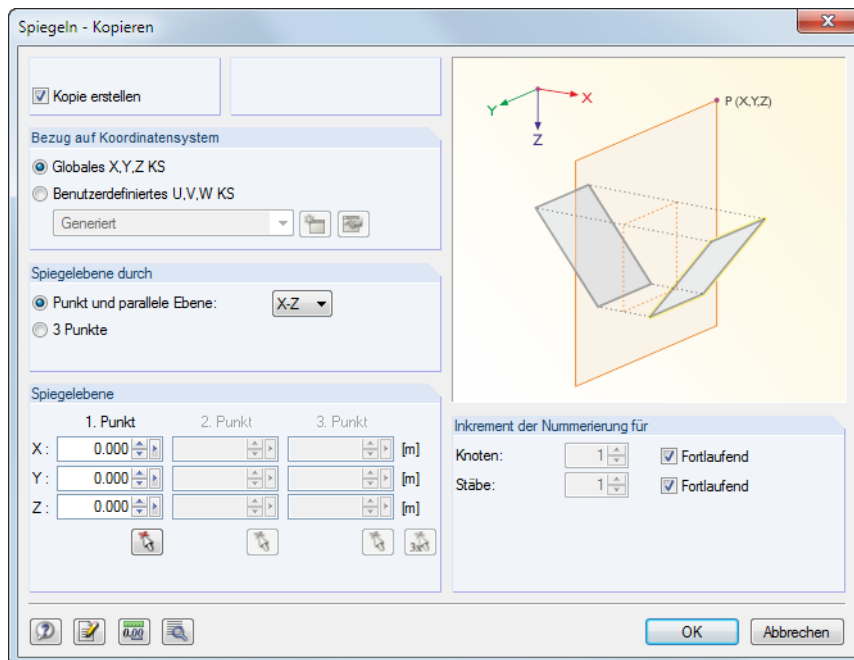 Spiegeln - Kopieren
Kopie erstellen
Bezug auf Koordinatensystem
Globales X,Y,Z KS
Benutzerdefiniertes U,V,W KS
Generiert
Spiegelebene durch
Punkt und parallele Ebene: X-Z
3 Punkte
Spiegelebene
1. Punkt 2. Punkt 3. Punkt
X : 0.000 [m]
Y : 0.000 [m]
Z : 0.000 [m]
3x
X
Y
Z
P (X,Y,Z)
Inkrement der Nummerierung für
Knoten: 1 Fortlaufend
Stäbe: 1 Fortlaufend
0.00
OK
Abbrechen